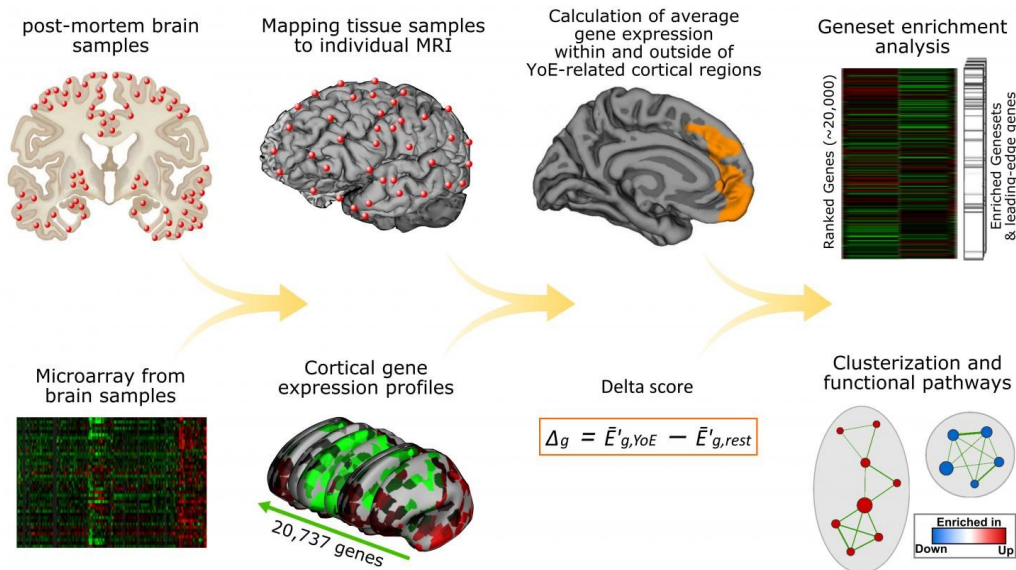 post-mortem brain
samples
Mapping tissue samples
to individual MRI
Calculation of average
gene expression
within and outside of
YoE-related cortical regions
Geneset enrichment
analysis
Ranked Genes (~20,000)
Enriched Genesets
& leading-edge genes
Microarray from
brain samples
Cortical gene
expression profiles
20,737 genes
Delta score
Δg = Ē'g,YoE − Ē'g,rest
Clusterization and
functional pathways
Enriched in
Down Up